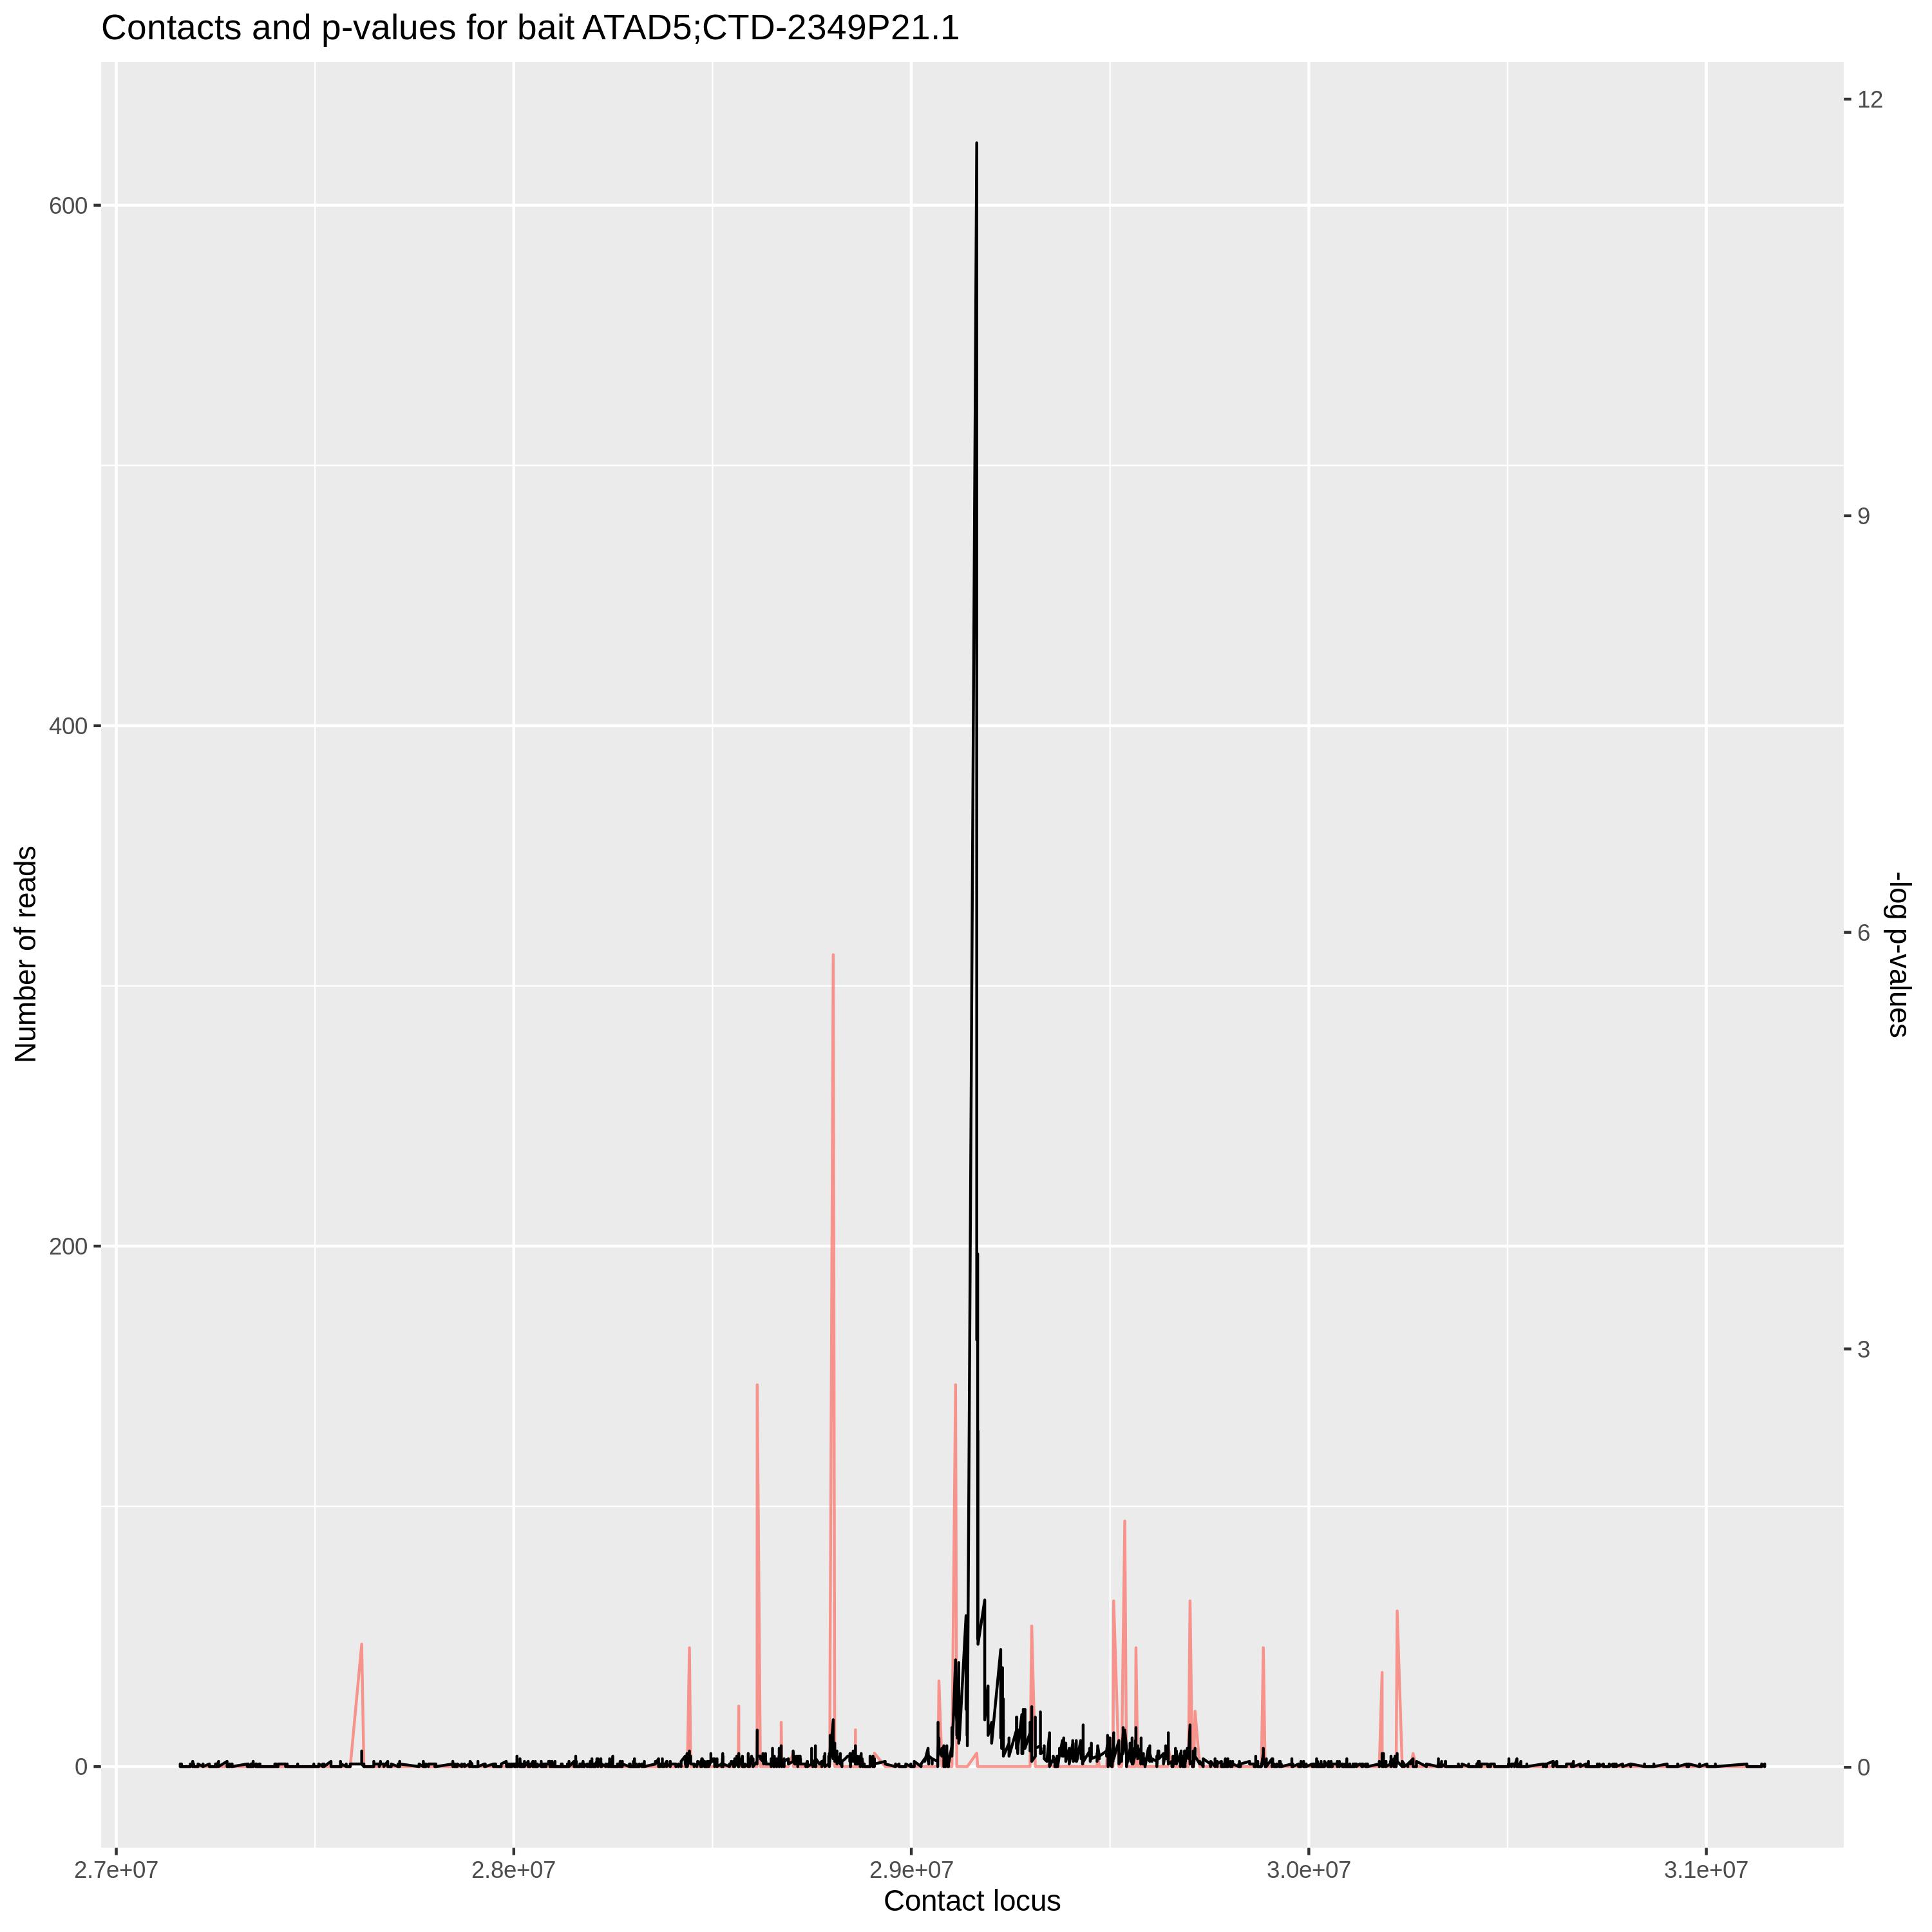 Contacts and p-values for bait ATAD5;CTD-2349P21.1
Number of reads
600
400
200
0
12
9
6
3
0
-log p-values
2.7e+07
2.8e+07
2.9e+07
3.0e+07
3.1e+07
Contact locus